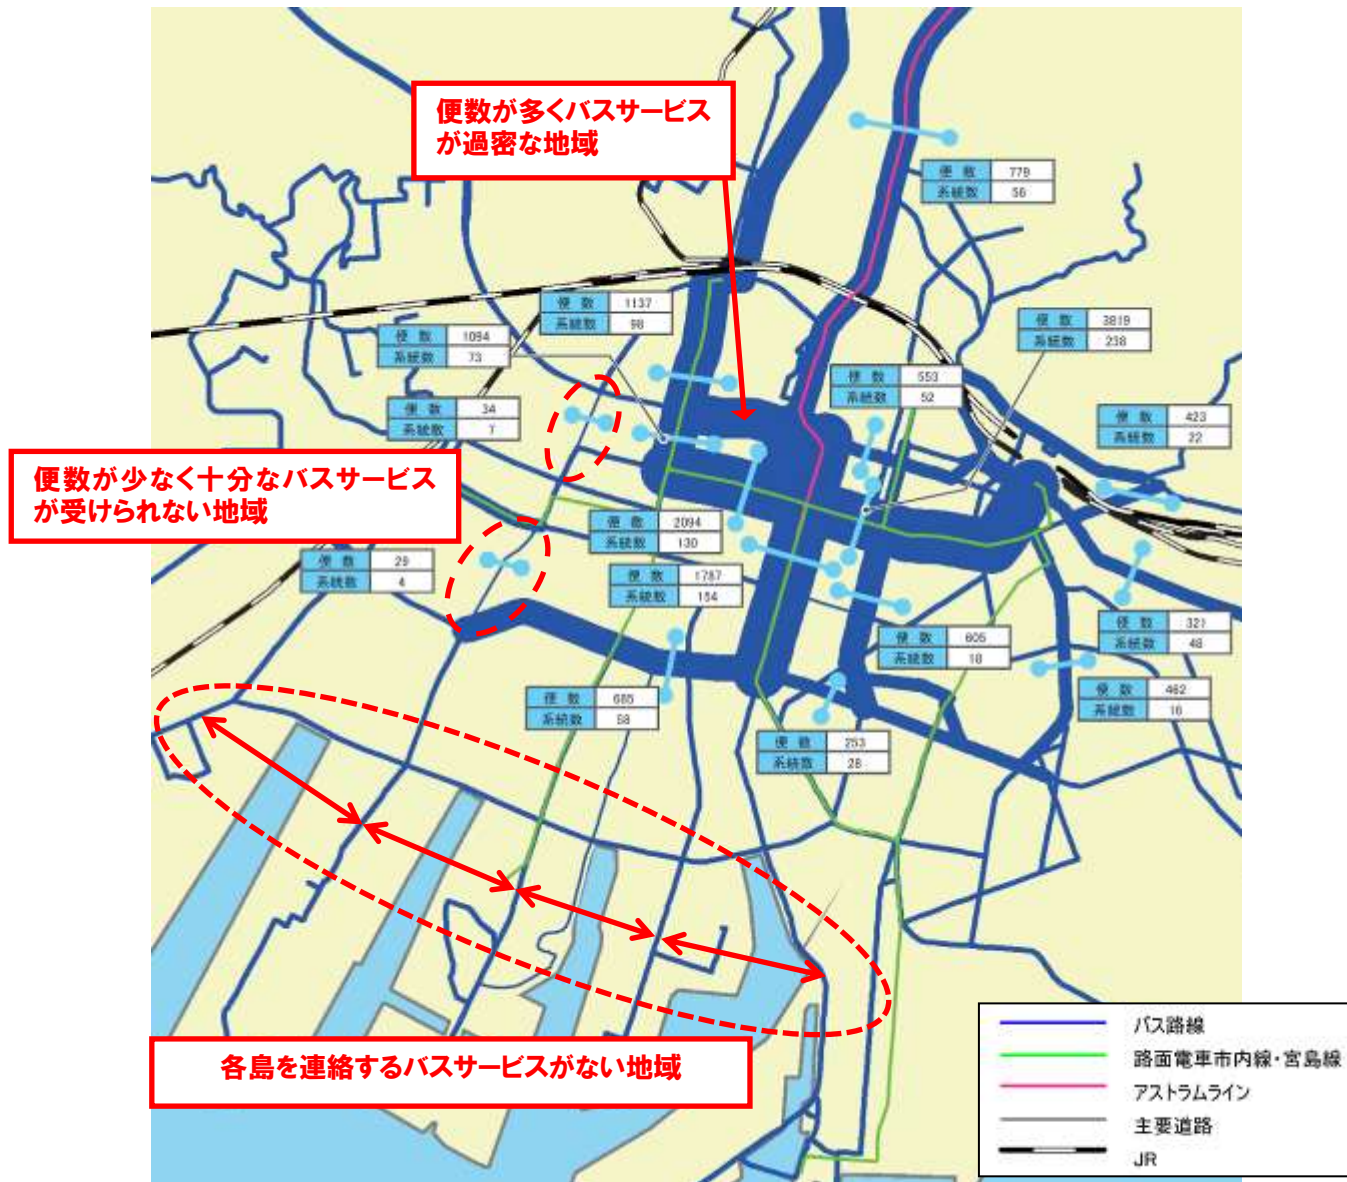 便数が多くバスサービス
が過密な地域
便数 779
系統数 56
便数 1137
系統数 98
便数 3819
系統数 238
便数 1094
系統数 73
便数 553
系統数 52
便数 34
系統数 7
便数 423
系統数 22
便数が少なく十分なバスサービス
が受けられない地域
便数 2094
系統数 130
便数 29
系統数 4
便数 1787
系統数 154
便数 321
系統数 48
便数 605
系統数 18
便数 462
系統数 16
便数 685
系統数 58
便数 253
系統数 28
各島を連絡するバスサービスがない地域
バス路線
路面電車市内線・宮島線
アストラムライン
主要道路
JR